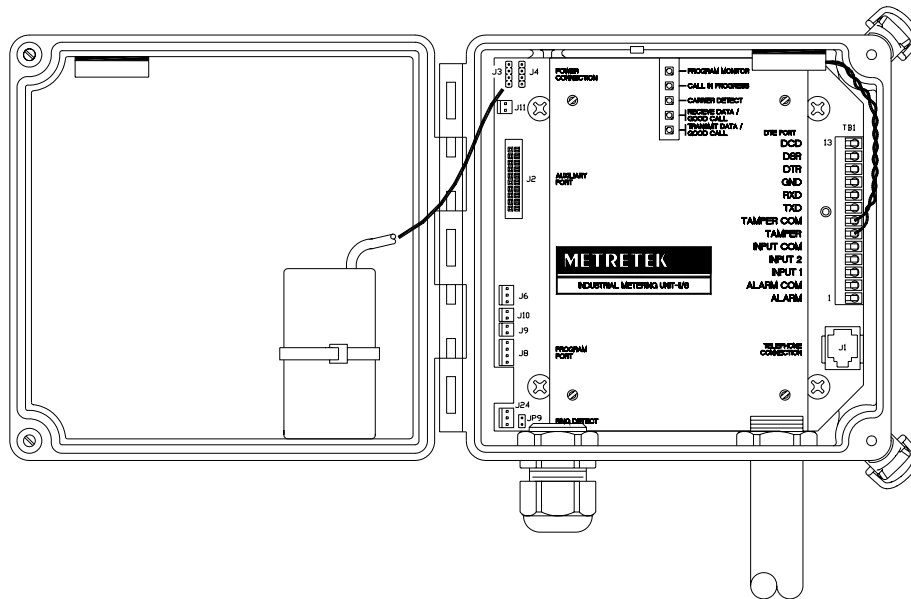 J3
J4
POWER
CONNECTION
PROGRAM MONITOR
CALL IN PROGRESS
CARRIER DETECT
RECEIVE DATA /
GOOD CALL
TRANSMIT DATA /
GOOD CALL
J11
DTE PORT
TB1
13
DCD
DSR
DTR
GND
RXD
TXD
TAMPER COM
TAMPER
INPUT COM
INPUT 2
INPUT 1
ALARM COM
ALARM
1
J2
AUXILIARY
PORT
METRETEK
INDUSTRIAL METERING UNIT-II/6
J6
J10
J9
J8
PROGRAM
PORT
TELEPHONE
CONNECTION
J1
J24
JP9
RING DETECT